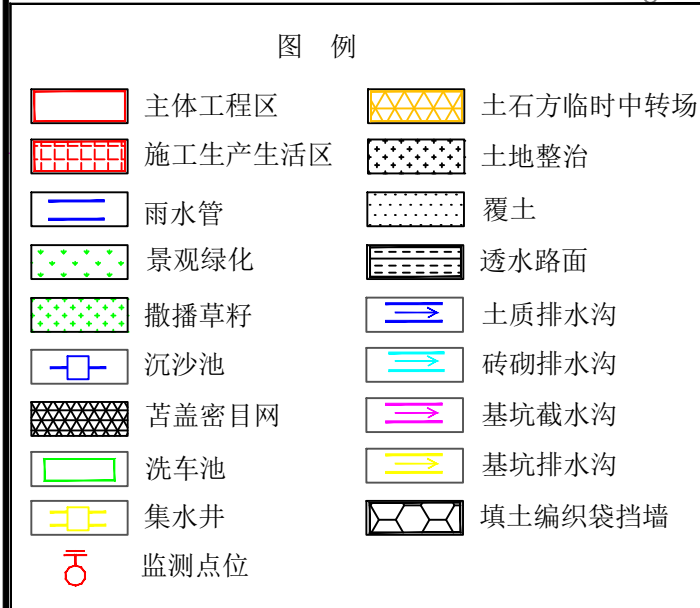 图 例
主体工程区
土石方临时中转场
施工生产生活区
土地整治
雨水管
覆土
景观绿化
透水路面
撒播草籽
土质排水沟
沉沙池
砖砌排水沟
苫盖密目网
基坑截水沟
洗车池
基坑排水沟
集水井
填土编织袋挡墙
监测点位